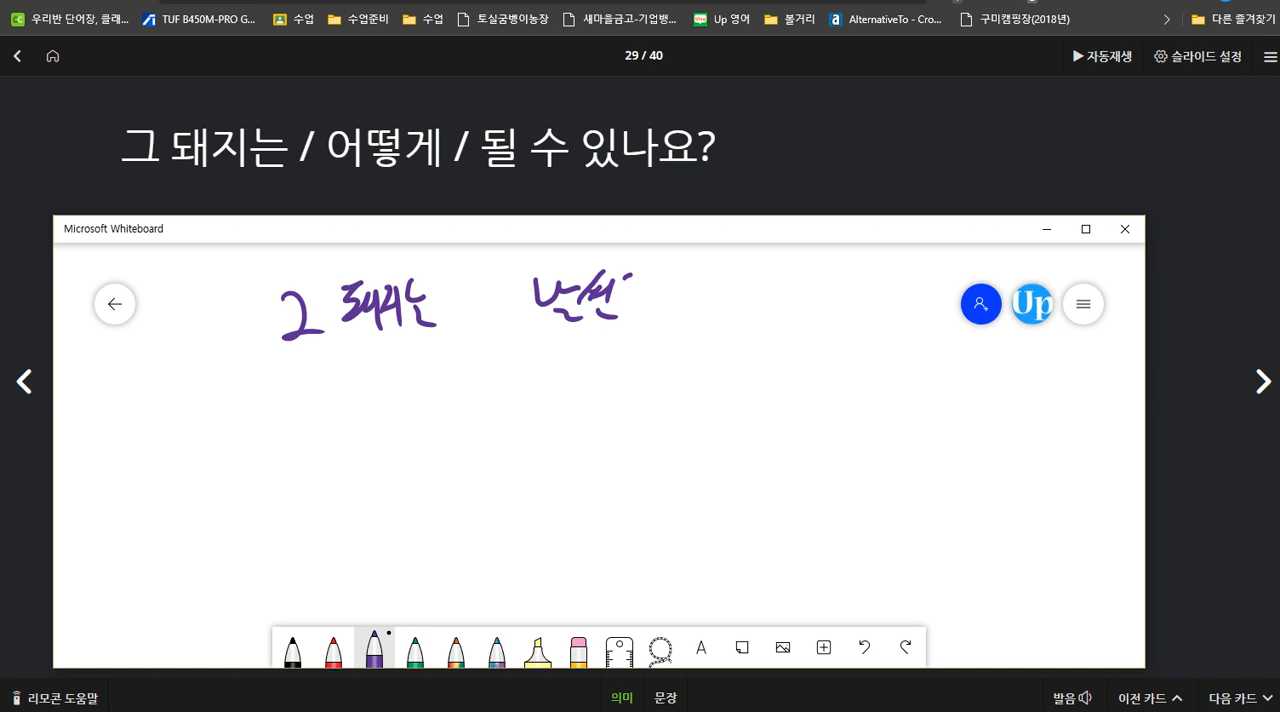 우리반 단어장, 클래... TUF B450M-PRO G... 수업 수업준비 수업 토실굼벵이농장 새마을금고-기업뱅... Up 영어 볼거리 AlternativeTo - Cro... 구미캠핑장(2018년) 다른 즐겨찾기
29 / 40 자동재생 슬라이드 설정
그 돼지는 / 어떻게 / 될 수 있나요?
Microsoft Whiteboard
그 돼지는
Up
리모콘 도움말 의미 문장 발음 이전 카드 다음 카드